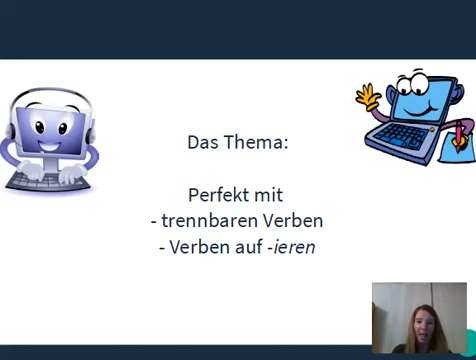 Das Thema:
Perfekt mit
- trennbaren Verben
- Verben auf -ieren